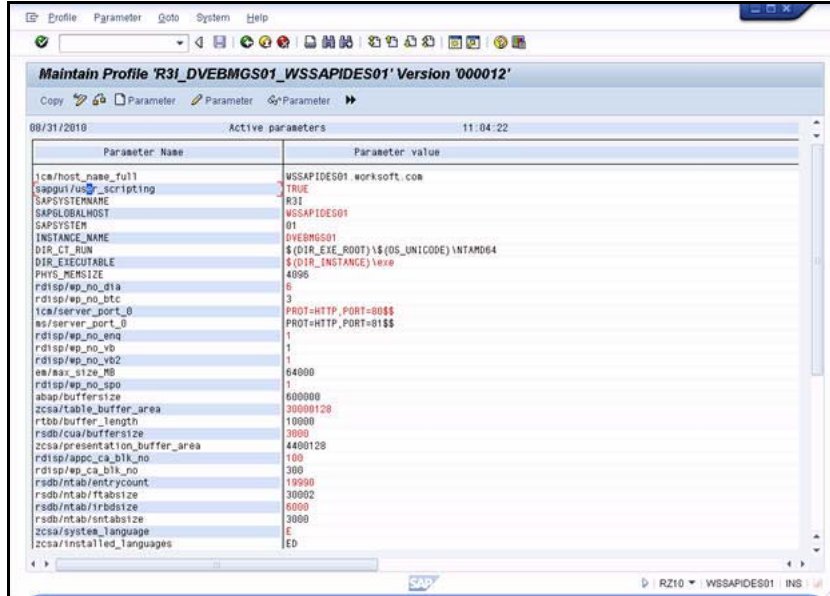 Profile Parameter Goto System Help
Maintain Profile 'R3I_DVEBMGS01_WSSAPIDES01' Version '000012'
Copy Parameter Parameter Parameter
08/31/2010 Active parameters 11:04:22
Parameter Name Parameter value
icm/host_name_full WSSAPIDES01.worksoft.com
sapgui/user_scripting TRUE
SAPSYSTEMNAME R3I
SAPGLOBALHOST WSSAPIDES01
SAPSYSTEM 01
INSTANCE_NAME DVEBMGS01
DIR_CT_RUN $(DIR_EXE_ROOT)\$(OS_UNICODE)\NTAMD64
DIR_EXECUTABLE $(DIR_INSTANCE)\exe
PHYS_MEMSIZE 4096
rdisp/wp_no_dia 6
rdisp/wp_no_btc 3
icm/server_port_0 PROT=HTTP,PORT=80$$
ms/server_port_0 PROT=HTTP,PORT=81$$
rdisp/wp_no_enq 1
rdisp/wp_no_vb 1
rdisp/wp_no_vb2 1
em/max_size_MB 64000
rdisp/wp_no_spo 1
abap/buffersize 600000
zcsa/table_buffer_area 30000128
rtbb/buffer_length 10000
rsdb/cua/buffersize 3000
zcsa/presentation_buffer_area 4400128
rdisp/appc_ca_blk_no 100
rdisp/wp_ca_blk_no 300
rsdb/ntab/entrycount 19990
rsdb/ntab/ftabsize 30002
rsdb/ntab/irbdsize 6000
rsdb/ntab/sntabsize 3000
zcsa/system_language E
zcsa/installed_languages ED
SAP RZ10 WSSAPIDES01 INS